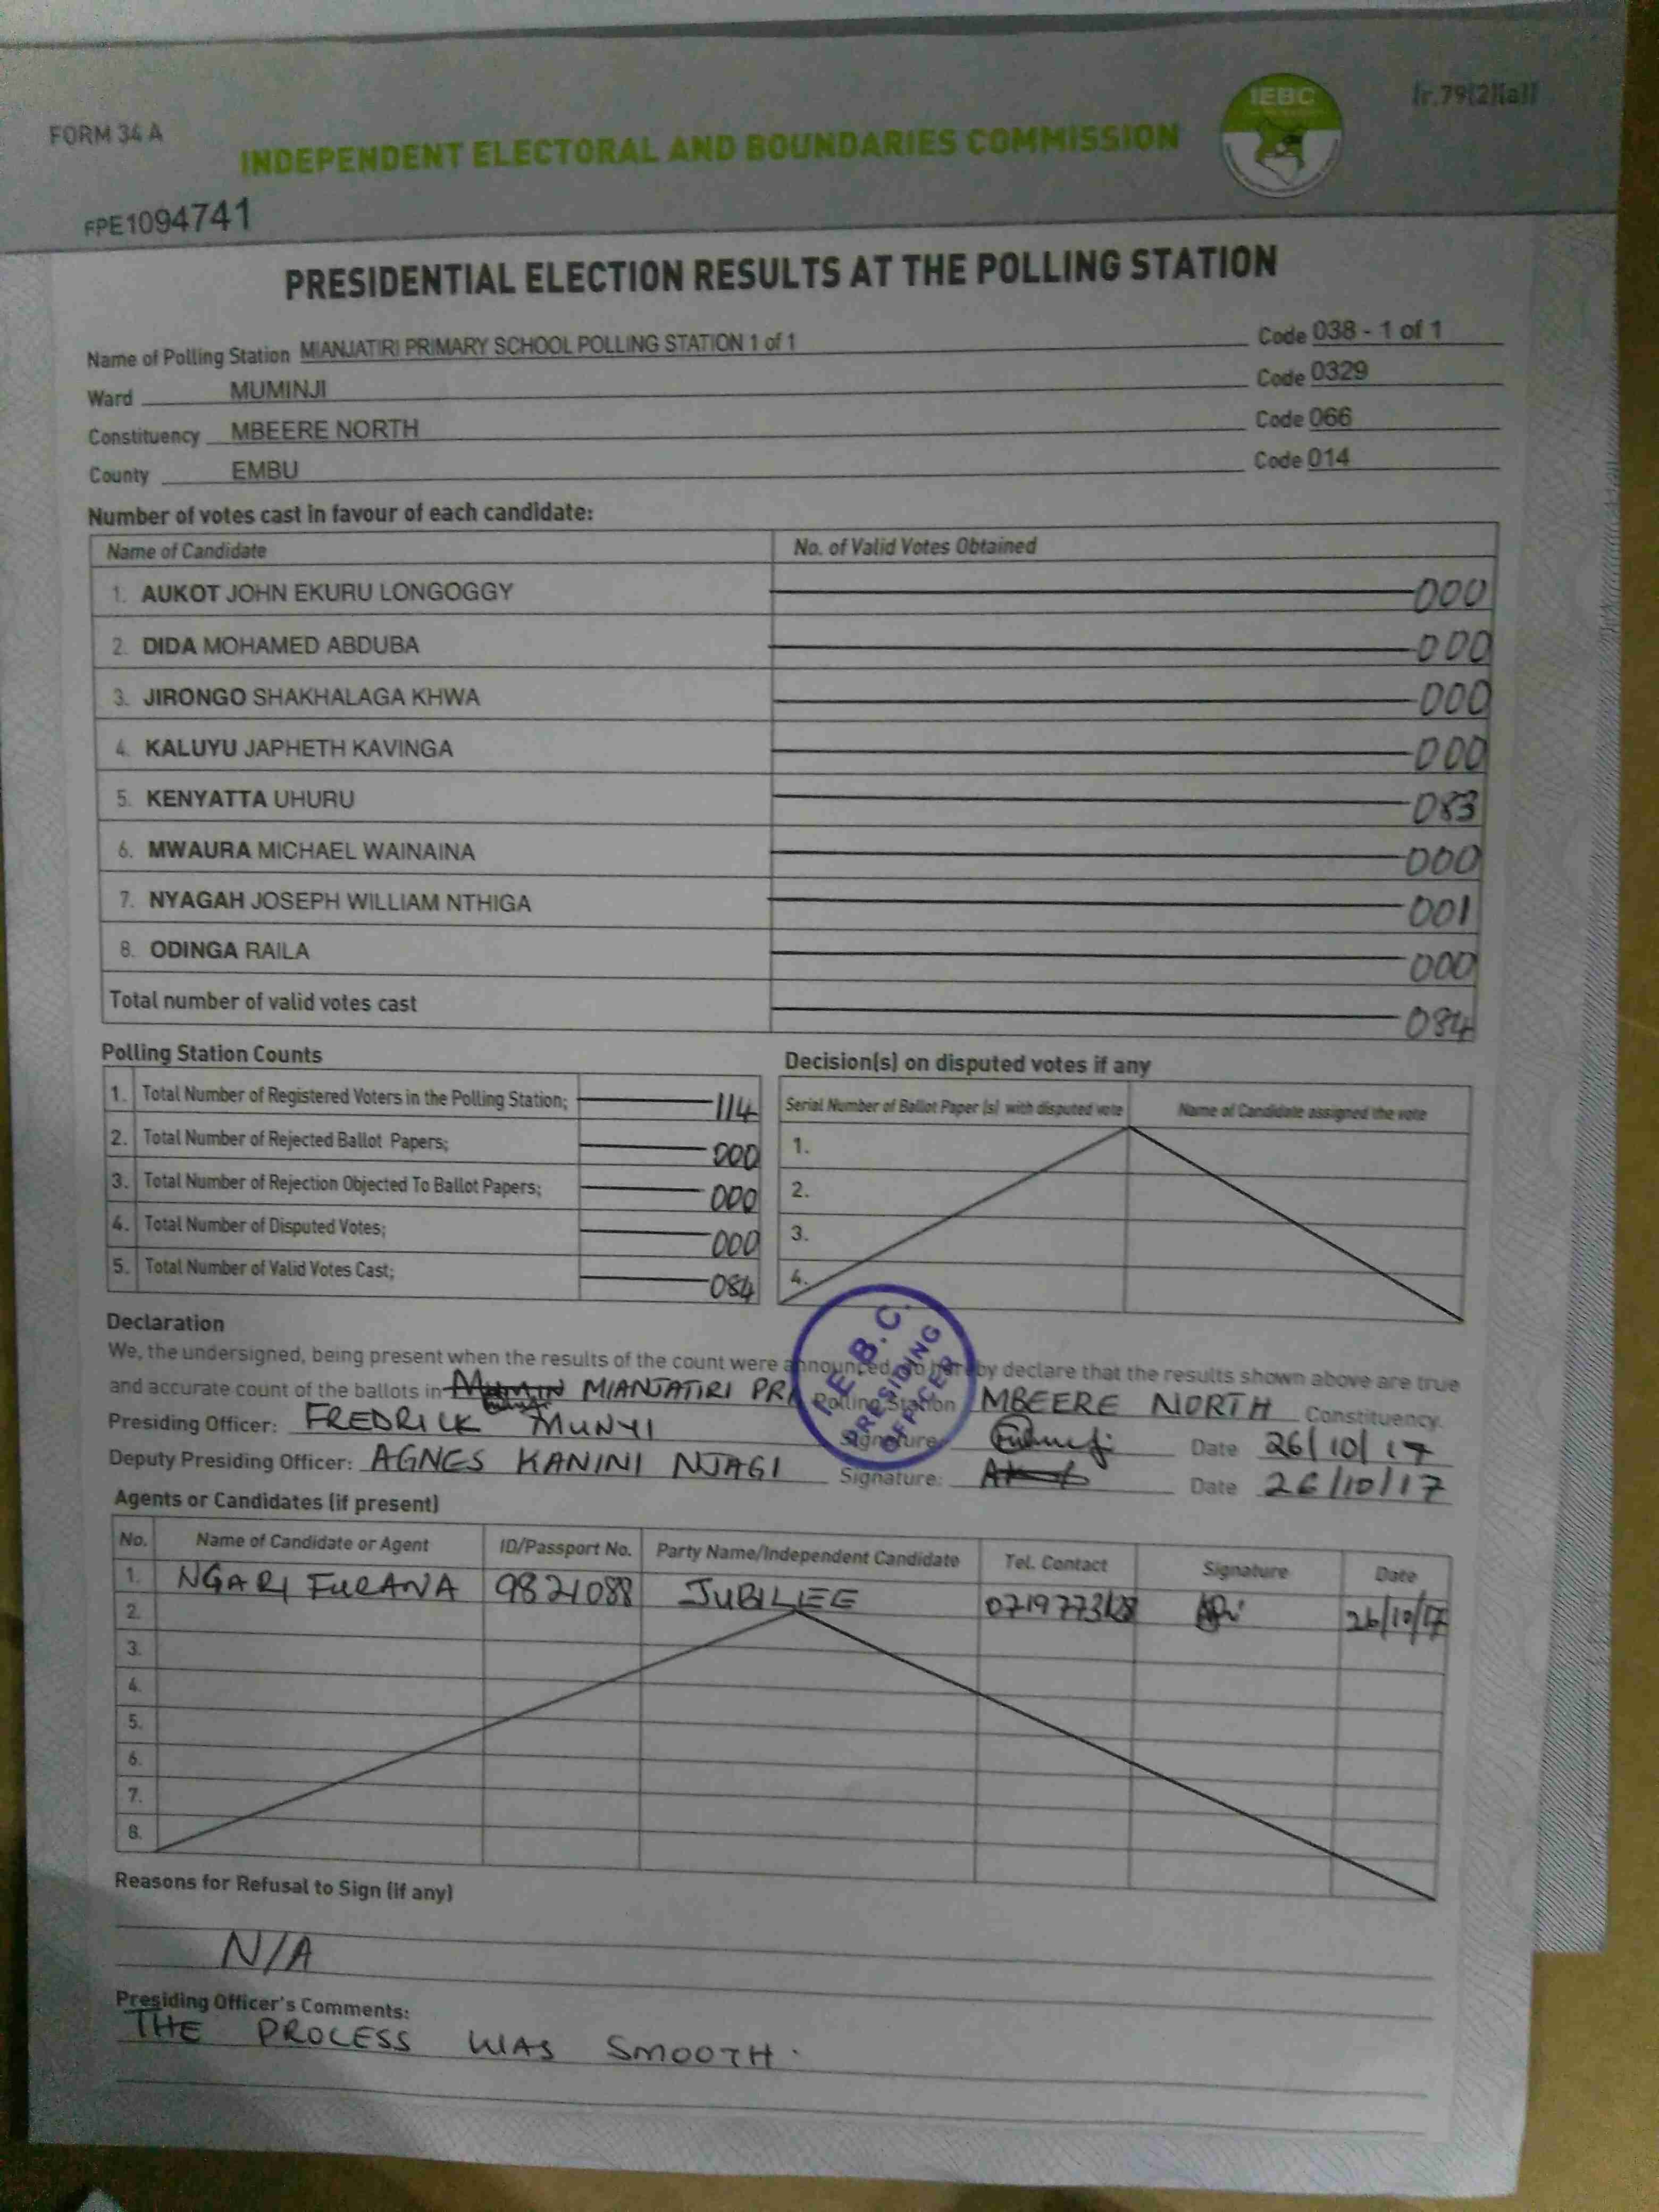 FORM 34 A
[r.79(2)(a)]
IEBC
INDEPENDENT ELECTORAL AND BOUNDARIES COMMISSION
FPE1094741
PRESIDENTIAL ELECTION RESULTS AT THE POLLING STATION
Name of Polling Station MIANJATIRI PRIMARY SCHOOL POLLING STATION 1 of 1 Code 038 - 1 of 1
Ward MUMINJI Code 0329
Constituency MBEERE NORTH Code 066
County EMBU Code 014
Number of votes cast in favour of each candidate:
Name of Candidate No. of Valid Votes Obtained
1. AUKOT JOHN EKURU LONGOGGY 000
2. DIDA MOHAMED ABDUBA 000
3. JIRONGO SHAKHALAGA KHWA 000
4. KALUYU JAPHETH KAVINGA 000
5. KENYATTA UHURU 083
6. MWAURA MICHAEL WAINAINA 000
7. NYAGAH JOSEPH WILLIAM NTHIGA 001
8. ODINGA RAILA 000
Total number of valid votes cast 084
Polling Station Counts
1. Total Number of Registered Voters in the Polling Station; 114
2. Total Number of Rejected Ballot Papers; 000
3. Total Number of Rejection Objected To Ballot Papers; 000
4. Total Number of Disputed Votes; 000
5. Total Number of Valid Votes Cast; 084
Decision(s) on disputed votes if any
Serial Number of Ballot Paper (s) with disputed vote Name of Candidate assigned the vote
1.
2.
3.
4.
I.E.B.C.
PRESIDING
OFFICER
Declaration
We, the undersigned, being present when the results of the count were announced, do hereby declare that the results shown above are true
and accurate count of the ballots in MIANJATIRI PRI Polling Station MBEERE NORTH Constituency.
Presiding Officer: FREDRICK MUNYI Signature: Date 26/10/17
Deputy Presiding Officer: AGNES KANINI NJAGI Signature: Date 26/10/17
Agents or Candidates (if present)
No. Name of Candidate or Agent ID/Passport No. Party Name/Independent Candidate Tel. Contact Signature Date
1. NGARI 9821088 JUBILEE 26/10/17
2.
3.
4.
5.
6.
7.
8.
Reasons for Refusal to Sign (if any)
N/A
Presiding Officer's Comments:
THE PROCESS WAS SMOOTH.